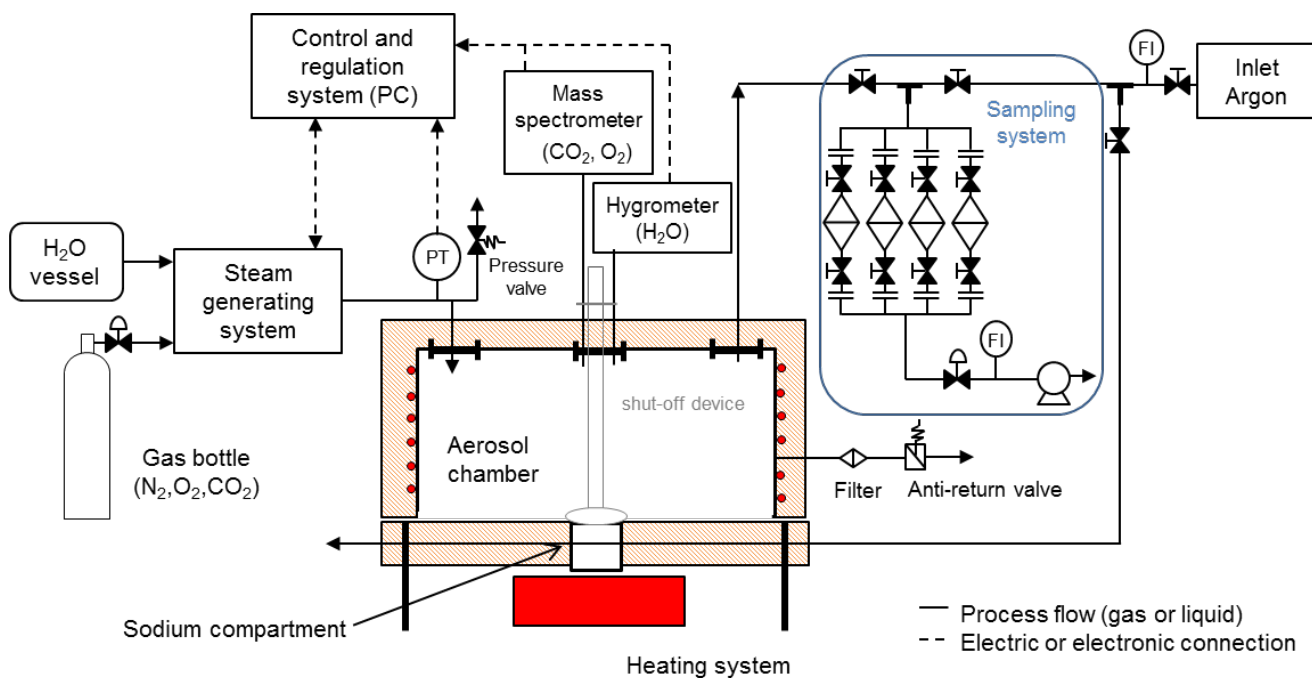 Control and
regulation
system (PC)
Mass
spectrometer
(CO₂, O₂)
Hygrometer
(H₂O)
FI
Inlet
Argon
Sampling
system
H₂O
vessel
Steam
generating
system
PT
Pressure
valve
FI
shut-off device
Aerosol
chamber
Gas bottle
(N₂,O₂,CO₂)
Filter
Anti-return valve
Sodium compartment
Heating system
Process flow (gas or liquid)
Electric or electronic connection